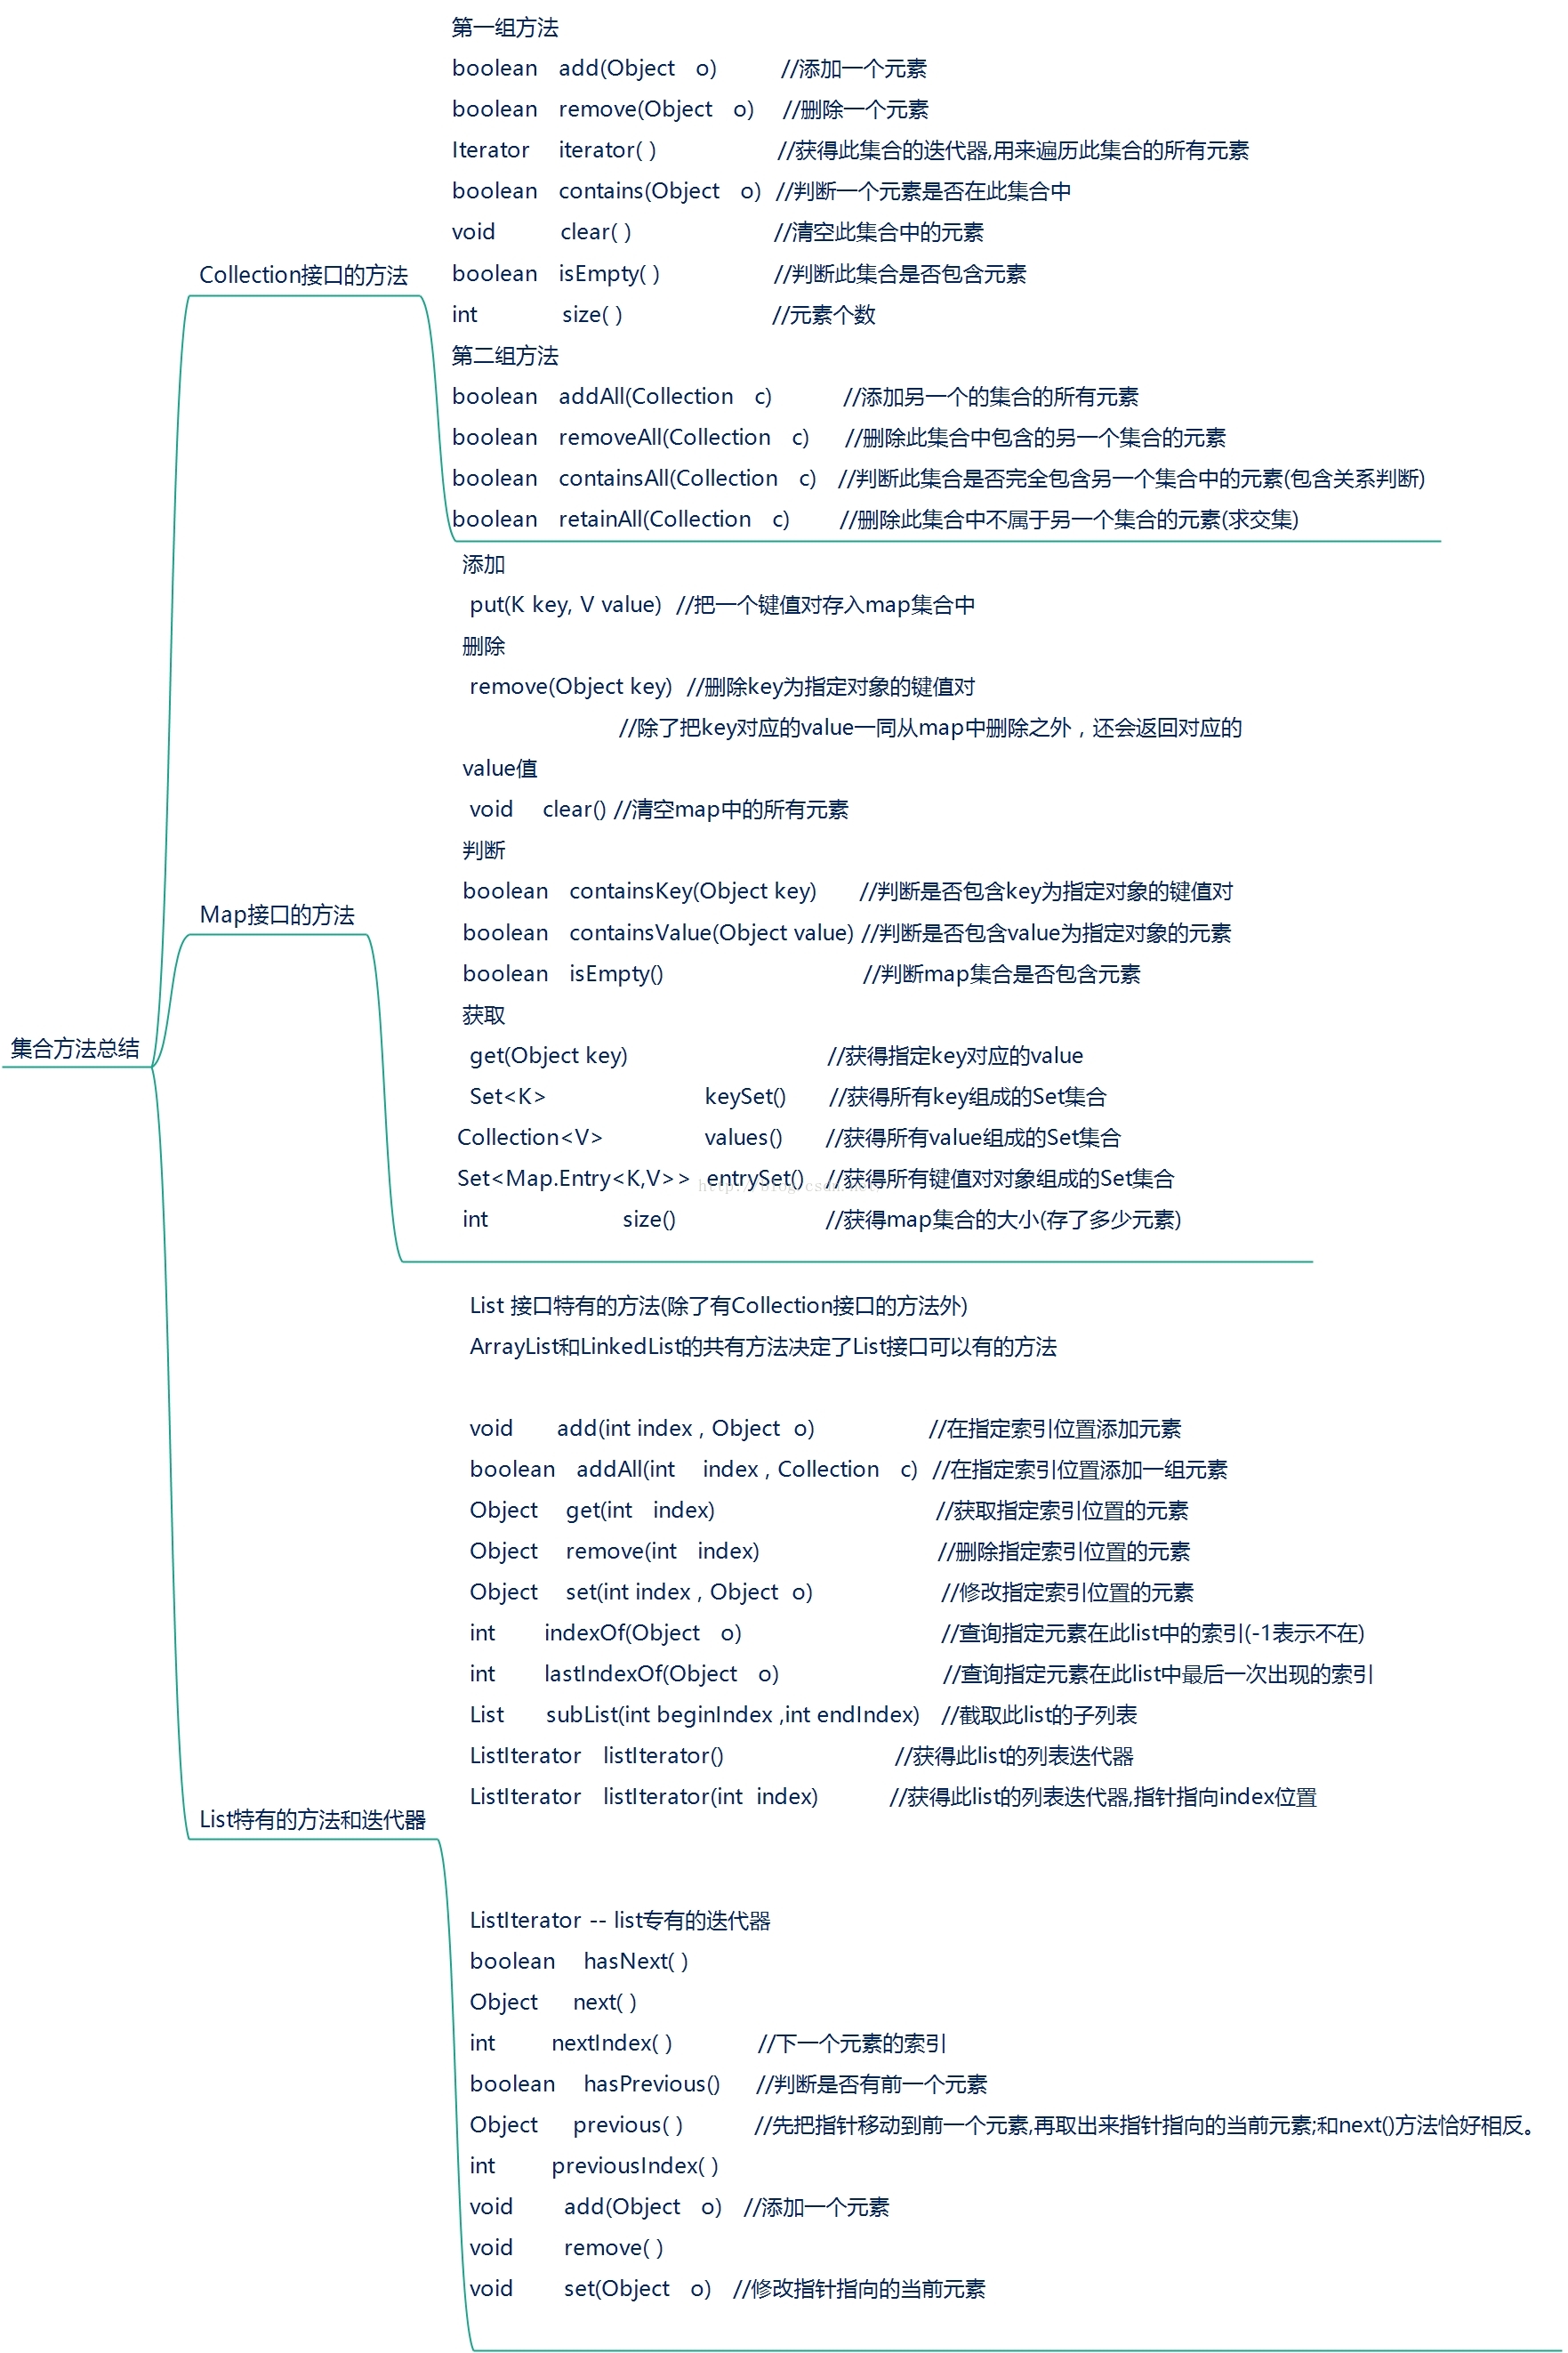 第一组方法
boolean add(Object o) //添加一个元素
boolean remove(Object o) //删除一个元素
Iterator iterator( ) //获得此集合的迭代器,用来遍历此集合的所有元素
boolean contains(Object o) //判断一个元素是否在此集合中
void clear( ) //清空此集合中的元素
Collection接口的方法
boolean isEmpty( ) //判断此集合是否包含元素
int size( ) //元素个数
第二组方法
boolean addAll(Collection c) //添加另一个的集合的所有元素
boolean removeAll(Collection c) //删除此集合中包含的另一个集合的元素
boolean containsAll(Collection c) //判断此集合是否完全包含另一个集合中的元素(包含关系判断)
boolean retainAll(Collection c) //删除此集合中不属于另一个集合的元素(求交集)
添加
put(K key, V value) //把一个键值对存入map集合中
删除
remove(Object key) //删除key为指定对象的键值对
//除了把key对应的value一同从map中删除之外，还会返回对应的
value值
void clear() //清空map中的所有元素
判断
boolean containsKey(Object key) //判断是否包含key为指定对象的键值对
Map接口的方法
boolean containsValue(Object value) //判断是否包含value为指定对象的元素
boolean isEmpty() //判断map集合是否包含元素
获取
集合方法总结
get(Object key) //获得指定key对应的value
Set<K> keySet() //获得所有key组成的Set集合
Collection<V> values() //获得所有value组成的Set集合
Set<Map.Entry<K,V>> entrySet() //获得所有键值对对象组成的Set集合
int size() //获得map集合的大小(存了多少元素)
List 接口特有的方法(除了有Collection接口的方法外)
ArrayList和LinkedList的共有方法决定了List接口可以有的方法
void add(int index , Object o) //在指定索引位置添加元素
boolean addAll(int index , Collection c) //在指定索引位置添加一组元素
Object get(int index) //获取指定索引位置的元素
Object remove(int index) //删除指定索引位置的元素
Object set(int index , Object o) //修改指定索引位置的元素
int indexOf(Object o) //查询指定元素在此list中的索引(-1表示不在)
int lastIndexOf(Object o) //查询指定元素在此list中最后一次出现的索引
List subList(int beginIndex ,int endIndex) //截取此list的子列表
ListIterator listIterator() //获得此list的列表迭代器
ListIterator listIterator(int index) //获得此list的列表迭代器,指针指向index位置
List特有的方法和迭代器
ListIterator -- list专有的迭代器
boolean hasNext( )
Object next( )
int nextIndex( ) //下一个元素的索引
boolean hasPrevious() //判断是否有前一个元素
Object previous( ) //先把指针移动到前一个元素,再取出来指针指向的当前元素;和next()方法恰好相反。
int previousIndex( )
void add(Object o) //添加一个元素
void remove( )
void set(Object o) //修改指针指向的当前元素